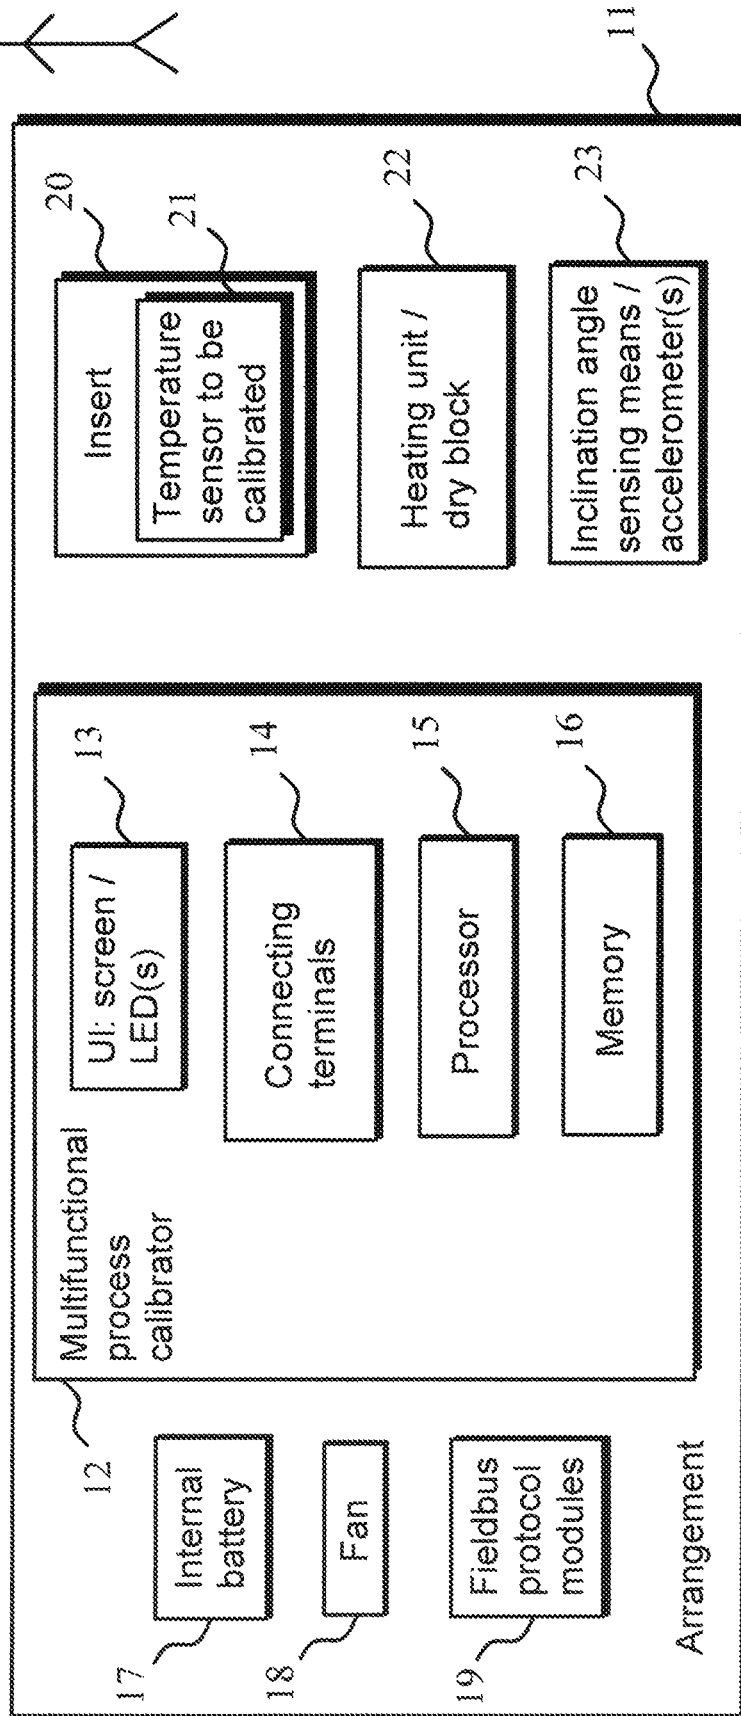 11
20
Insert
21
Temperature
sensor to be
calibrated
22
Heating unit /
dry block
23
Inclination angle
sensing means /
accelerometer(s)
Multifunctional
process
calibrator
12
13
UI: screen /
LED(s)
14
Connecting
terminals
15
Processor
16
Memory
17
Internal
battery
18
Fan
19
Fieldbus
protocol
modules
Arrangement